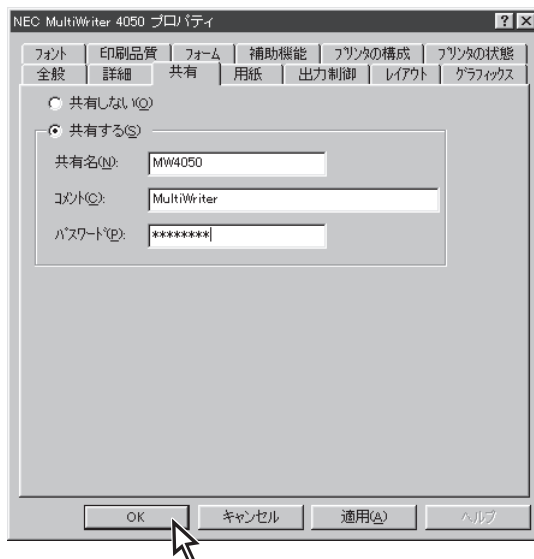 NEC MultiWriter 4050 プロパティ
フォント 印刷品質 フォーム 補助機能 プリンタの構成 プリンタの状態
全般 詳細 共有 用紙 出力制御 レイアウト グラフィックス
共有しない(O)
共有する(S)
共有名(N): MW4050
コメント(C): MultiWriter
パスワード(P): ********
OK キャンセル 適用(A) ヘルプ